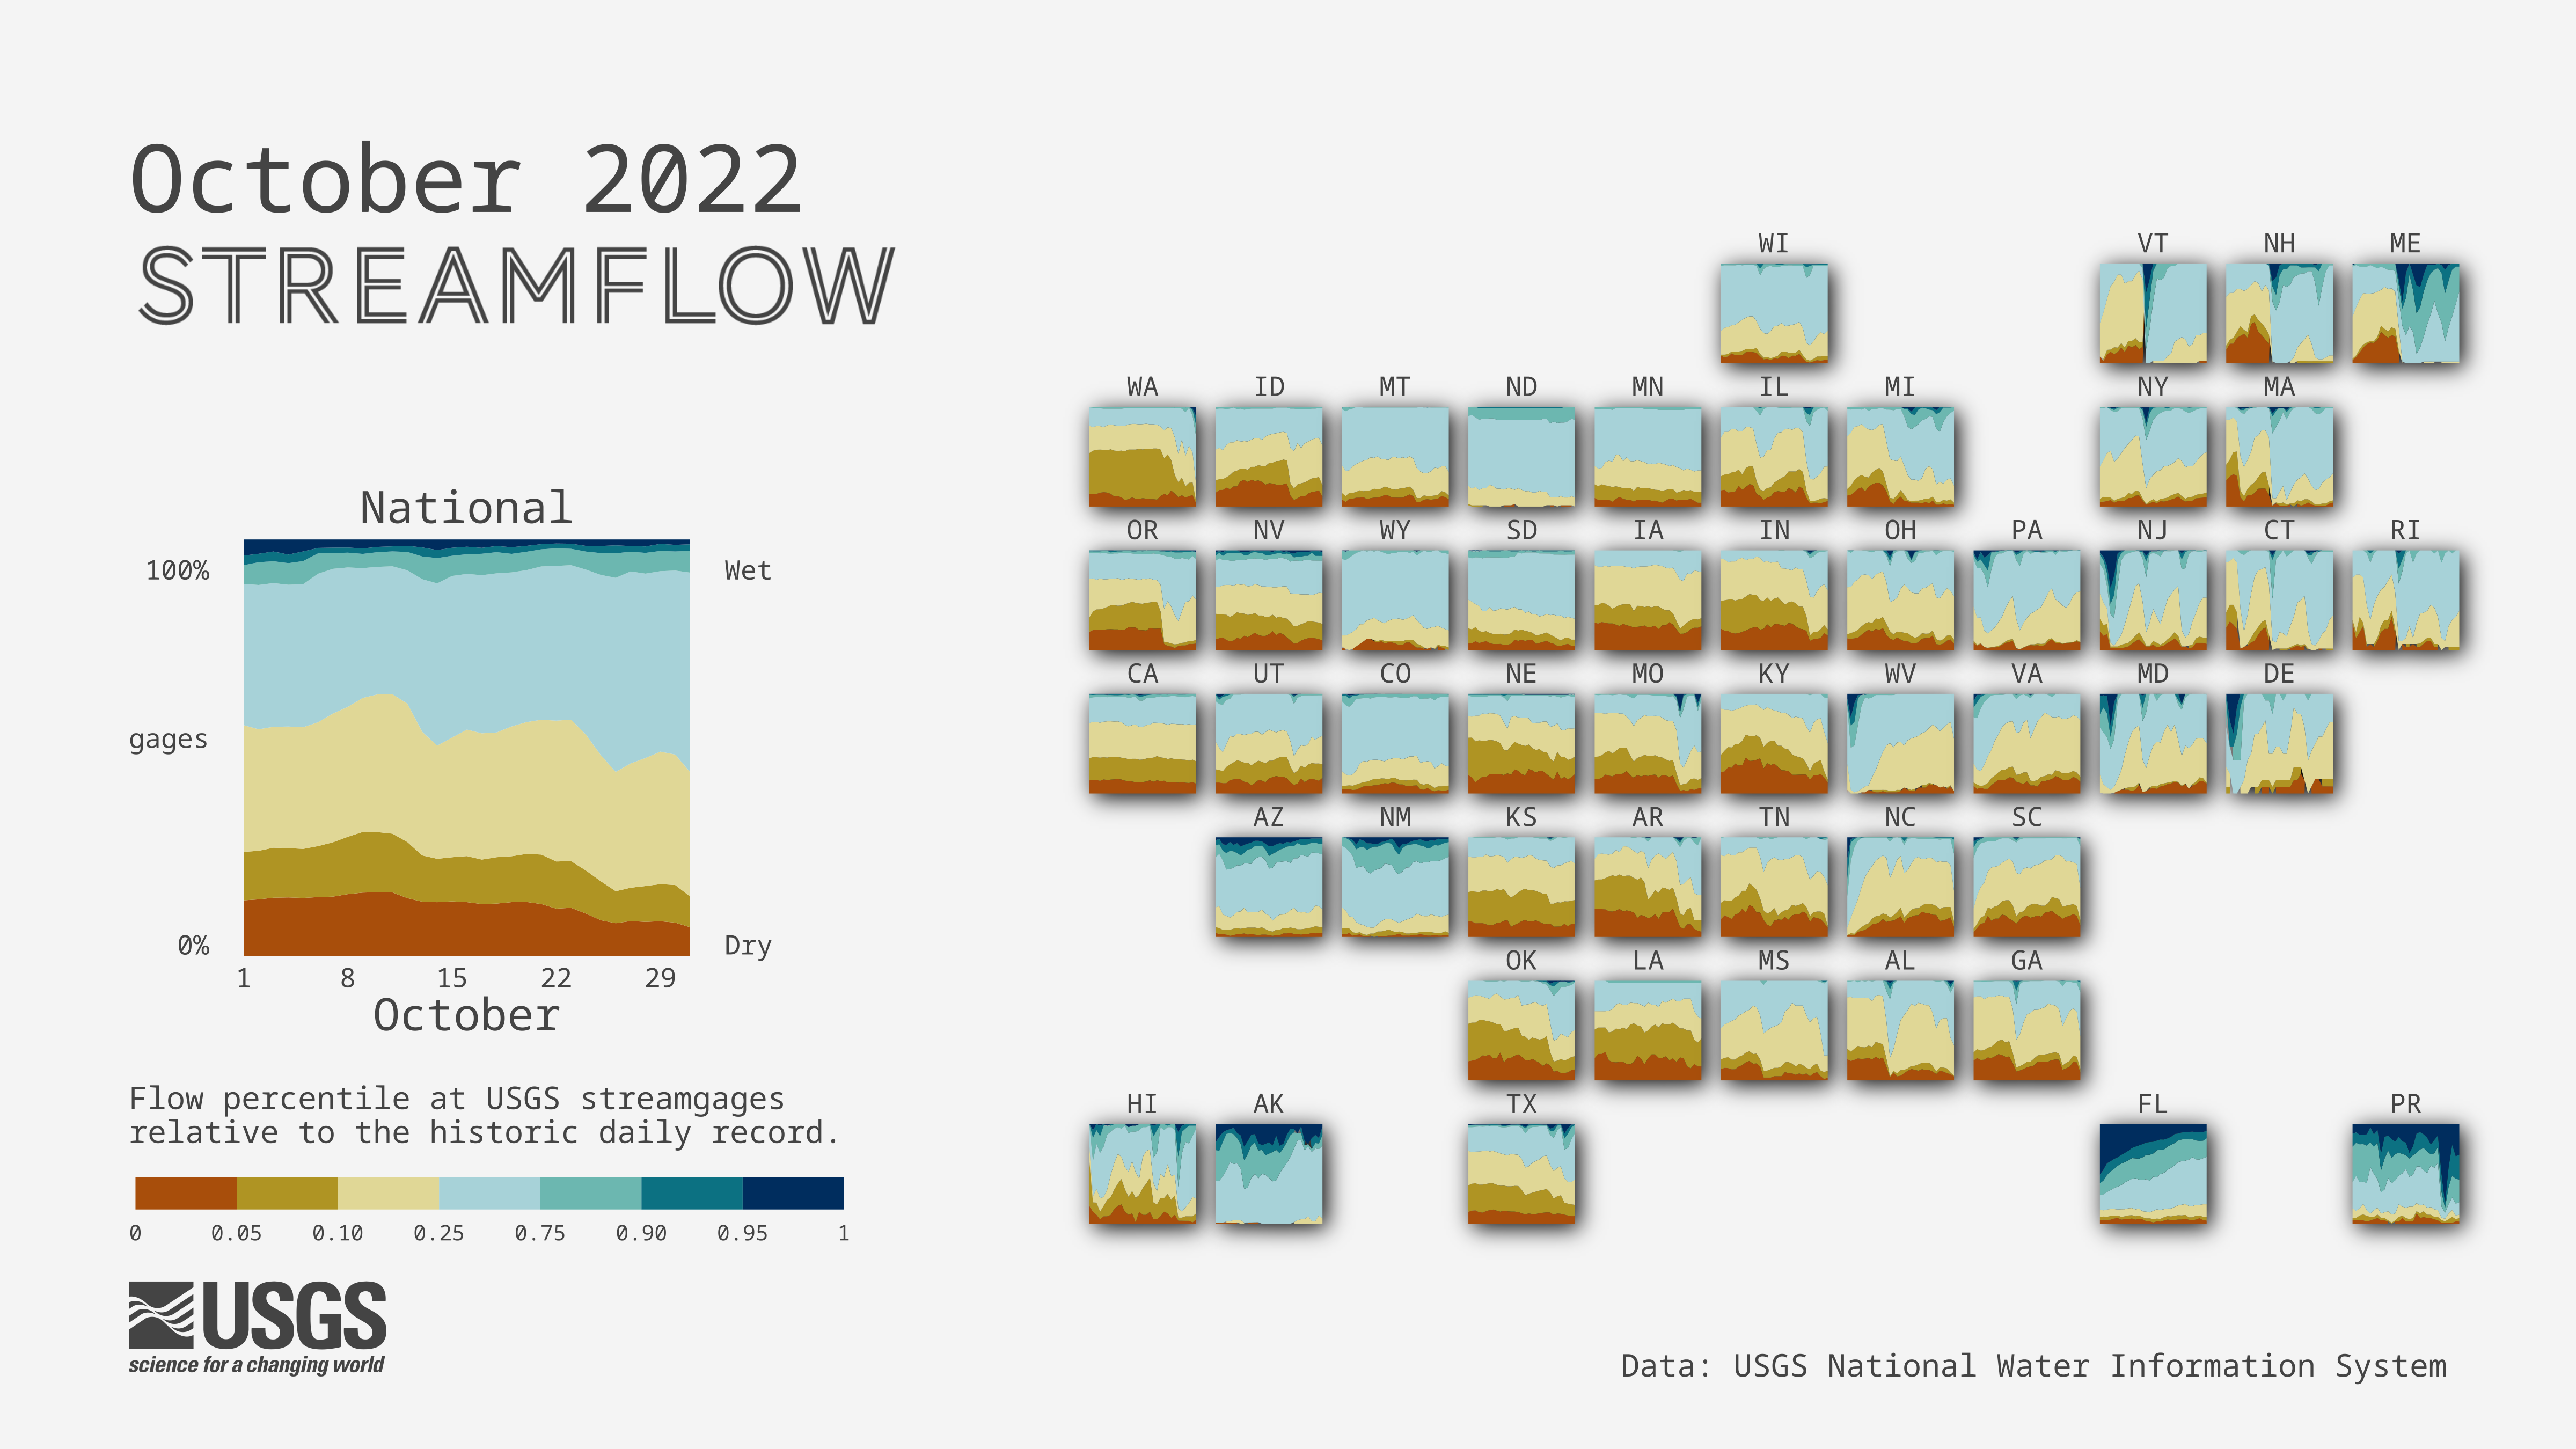 October 2022
STREAMFLOW
National
100%
Wet
gages
0%
Dry
1 8 15 22 29
October
Flow percentile at USGS streamgages
relative to the historic daily record.
0 0.05 0.10 0.25 0.75 0.90 0.95 1
USGS
science for a changing world
WI VT NH ME
WA ID MT ND MN IL MI NY MA
OR NV WY SD IA IN OH PA NJ CT RI
CA UT CO NE MO KY WV VA MD DE
AZ NM KS AR TN NC SC
OK LA MS AL GA
HI AK TX FL PR
Data: USGS National Water Information System